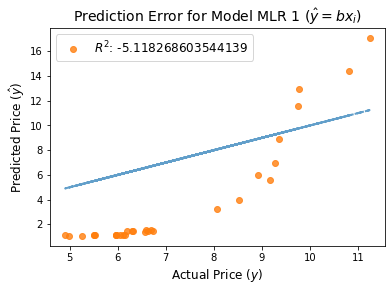 Prediction Error for Model MLR 1 (ŷ = bxᵢ)
R²: -5.118268603544139
Predicted Price (ŷ)
16
14
12
10
8
6
4
2
5 6 7 8 9 10 11
Actual Price (y)